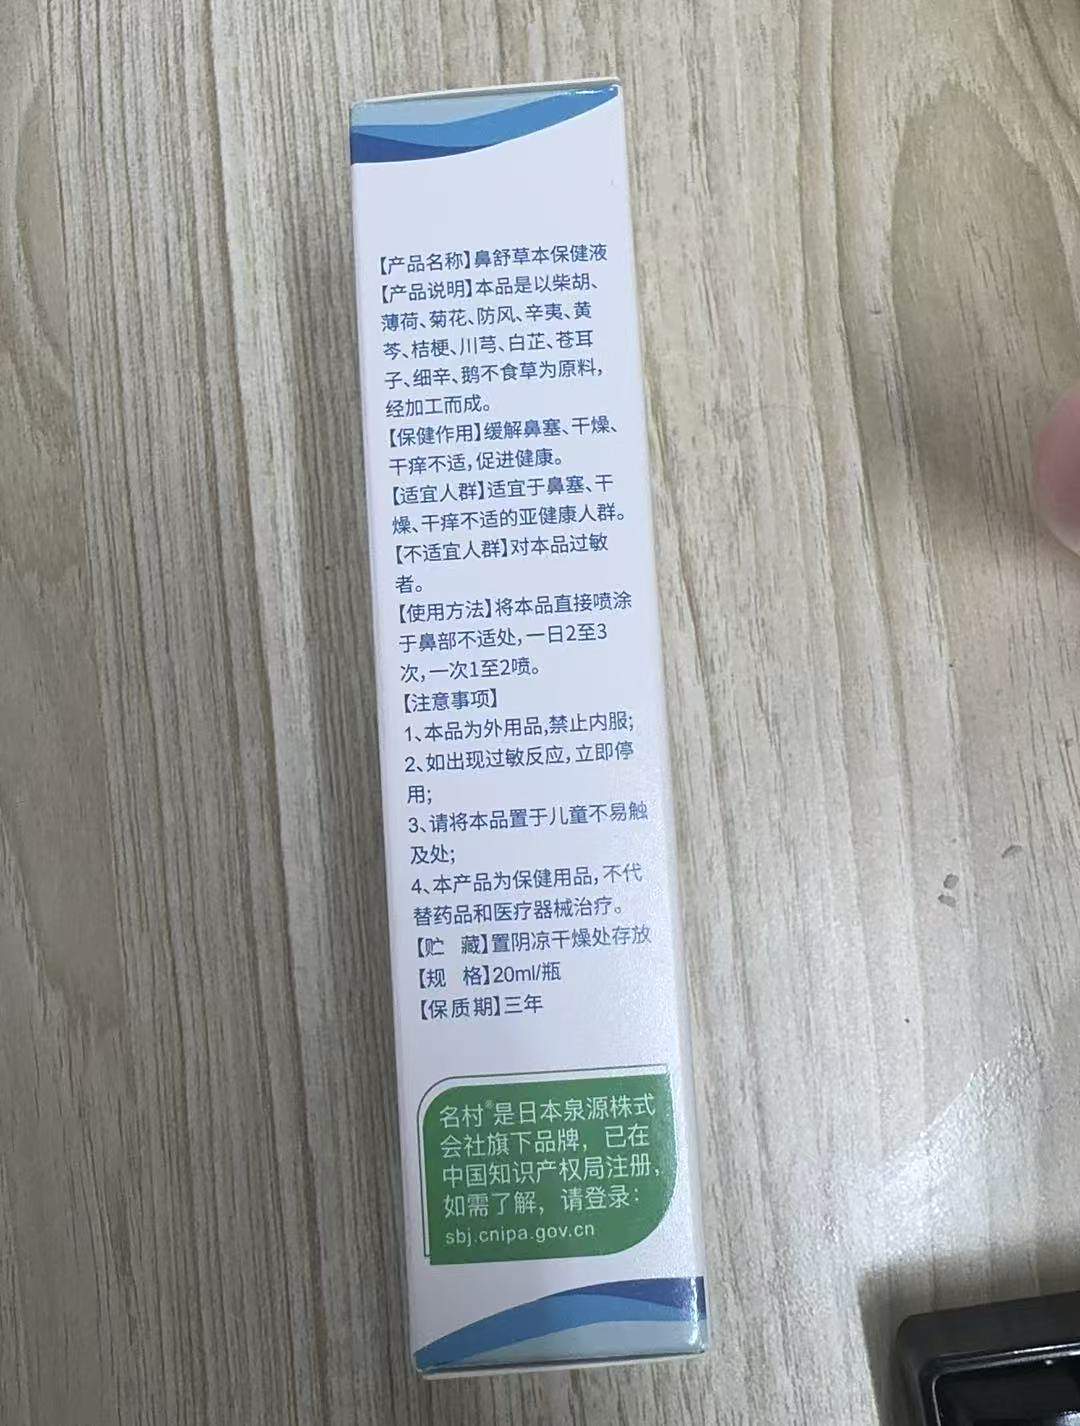 【产品名称】鼻舒草本保健液
【产品说明】本品是以柴胡、
薄荷、菊花、防风、辛夷、黄
芩、桔梗、川芎、白芷、苍耳
子、细辛、鹅不食草为原料,
经加工而成。
【保健作用】缓解鼻塞、干燥、
干痒不适,促进健康。
【适宜人群】适宜于鼻塞、干
燥、干痒不适的亚健康人群。
【不适宜人群】对本品过敏
者。
【使用方法】将本品直接喷涂
于鼻部不适处,一日2至3
次,一次1至2喷。
【注意事项】
1、本品为外用品,禁止内服;
2、如出现过敏反应,立即停
用;
3、请将本品置于儿童不易触
及处;
4、本产品为保健用品,不代
替药品和医疗器械治疗。
【贮 藏】置阴凉干燥处存放
【规 格】20ml/瓶
【保质期】三年
名村®是日本泉源株式
会社旗下品牌，已在
中国知识产权局注册，
如需了解，请登录：
sbj.cnipa.gov.cn